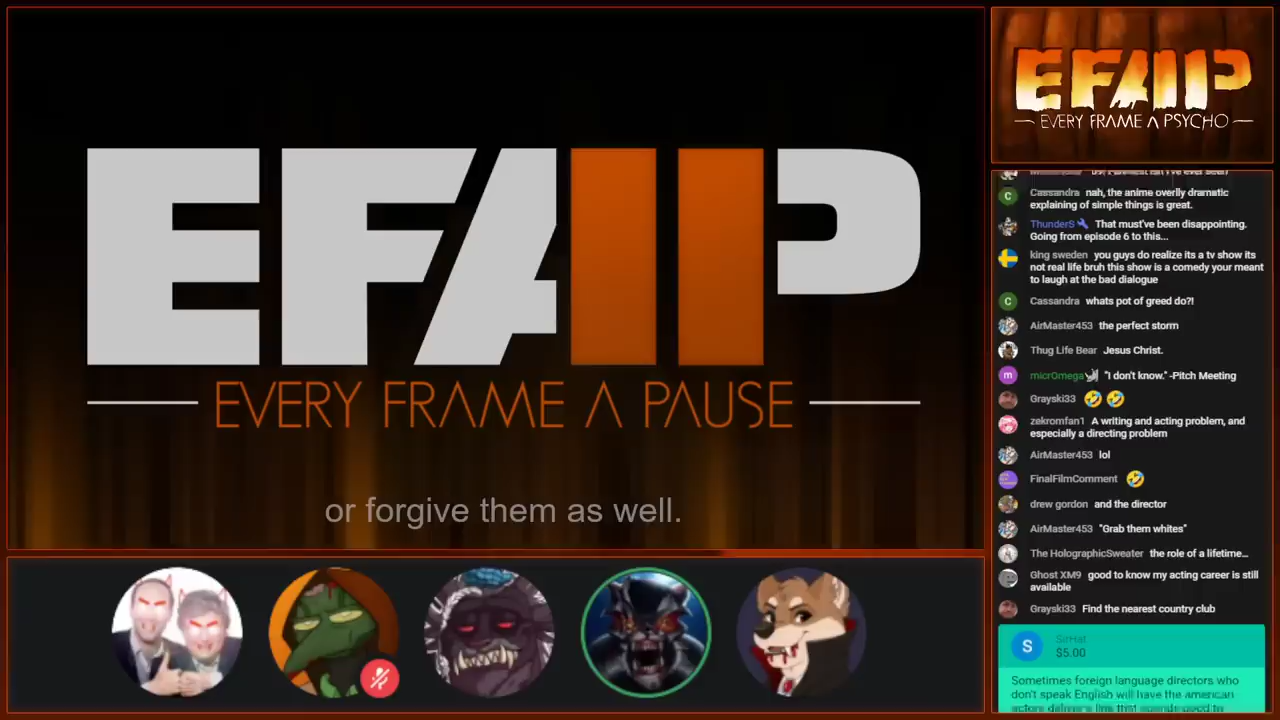 EFAP
EVERY FRAME A PAUSE
or forgive them as well.
EFAP
EVERY FRAME A PSYCHO
Cassandra nah, the anime overlly dramatic
explaining of simple things is great.
ThunderS That must've been disappointing.
Going from episode 6 to this...
king sweden you guys do realize its a tv show its
not real life bruh this show is a comedy your meant
to laugh at the bad dialogue
C
Cassandra whats pot of greed do?!
AirMaster453 the perfect storm
Thug Life Bear Jesus Christ.
m
micrOmega "I don't know." -Pitch Meeting
Grayski33 🤣 🤣
zekromfan1 A writing and acting problem, and
especially a directing problem
AirMaster453 lol
FinalFilmComment 🤣
drew gordon and the director
AirMaster453 "Grab them whites"
The HolographicSweater the role of a lifetime...
Ghost XM9 good to know my acting career is still
available
Grayski33 Find the nearest country club
S
SirHat
$5.00
Sometimes foreign language directors who
don't speak English will have the american